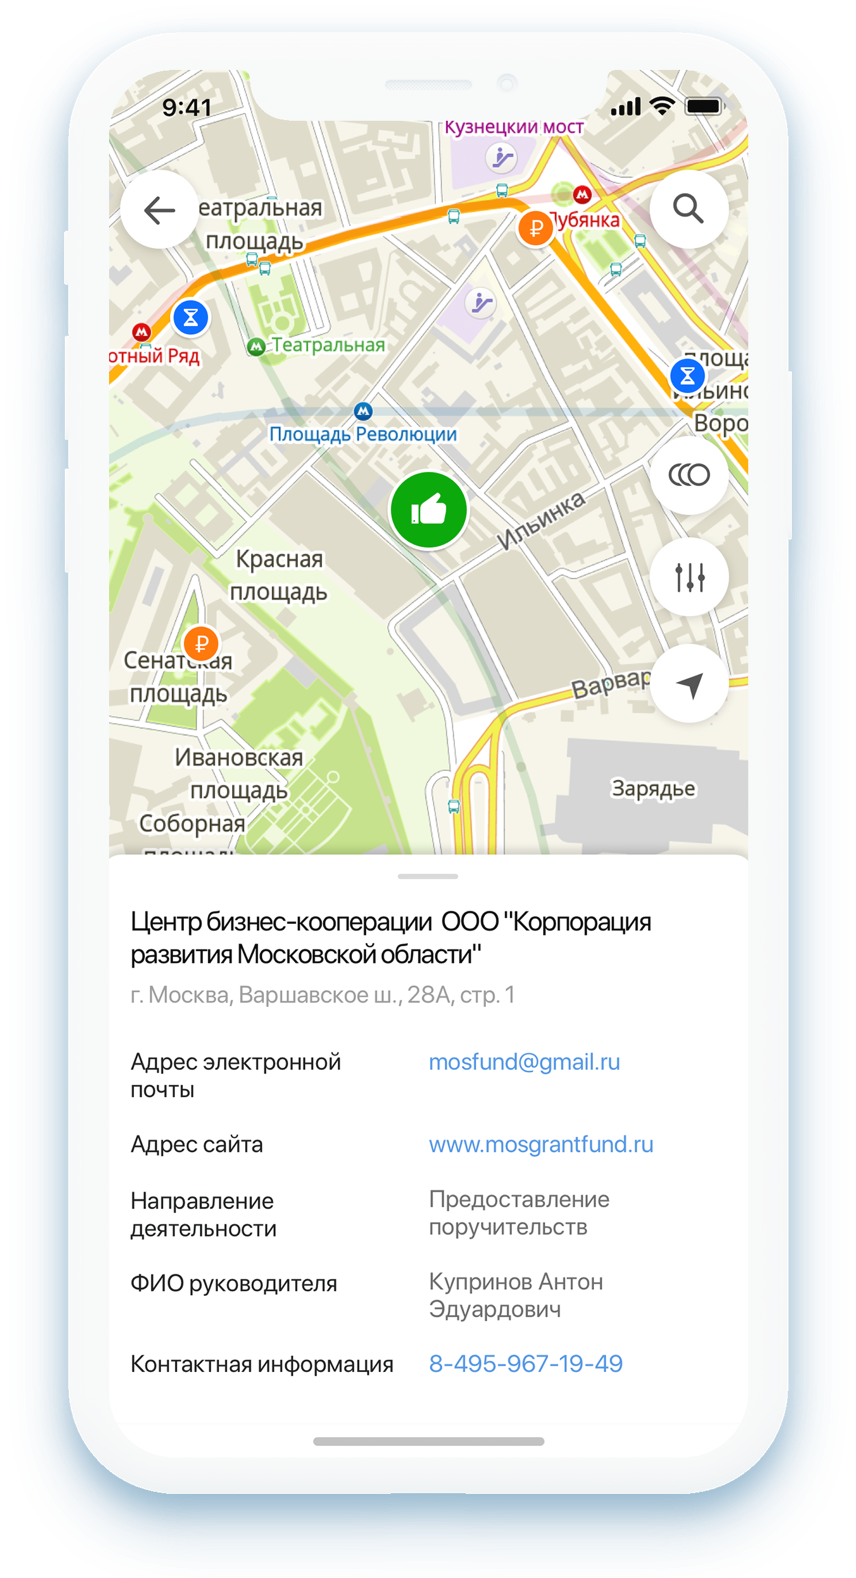 9:41
Кузнецкий мост
еатральная
площадь
Лубянка
₽
Театральная
отный Ряд
площа
Ильинс
Воро
Площадь Революции
Ильинка
Красная
площадь
₽
Сенатская
площадь
Варвар
Ивановская
площадь
Зарядье
Соборная
площадь
Центр бизнес-кооперации ООО "Корпорация
развития Московской области"
г. Москва, Варшавское ш., 28А, стр. 1
Адрес электронной
почты
mosfund@gmail.ru
Адрес сайта
www.mosgrantfund.ru
Направление
деятельности
Предоставление
поручительств
ФИО руководителя
Купринов Антон
Эдуардович
Контактная информация
8-495-967-19-49